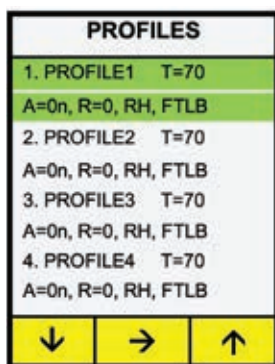 PROFILES
1. PROFILE1 T=70
A=0n, R=0, RH, FTLB
2. PROFILE2 T=70
A=0n, R=0, RH, FTLB
3. PROFILE3 T=70
A=0n, R=0, RH, FTLB
4. PROFILE4 T=70
A=0n, R=0, RH, FTLB
↓ → ↑